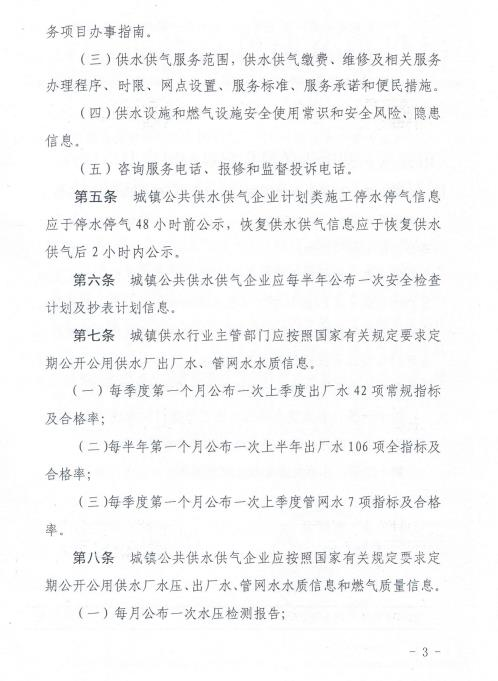 务项目办事指南。
（三）供水供气服务范围，供水供气缴费、维修及相关服务
办理程序、时限、网点设置、服务标准、服务承诺和便民措施。
（四）供水设施和燃气设施安全使用常识和安全风险、隐患
信息。
（五）咨询服务电话、报修和监督投诉电话。
第五条 城镇公共供水供气企业计划类施工停水停气信息
应于停水停气 48 小时前公示，恢复供水供气信息应于恢复供水
供气后 2 小时内公示。
第六条 城镇公共供水供气企业应每半年公布一次安全检查
计划及抄表计划信息。
第七条 城镇供水行业主管部门应按照国家有关规定要求定
期公开公用供水厂出厂水、管网水水质信息。
（一）每季度第一个月公布一次上季度出厂水 42 项常规指标
及合格率；
（二）每半年第一个月公布一次上半年出厂水 106 项全指标及
合格率；
（三）每季度第一个月公布一次上季度管网水 7 项指标及合格
率。
第八条 城镇公共供水供气企业应按照国家有关规定要求定
期公开公用供水厂水压、出厂水、管网水水质信息和燃气质量信息。
（一）每月公布一次水压检测报告；
- 3 -